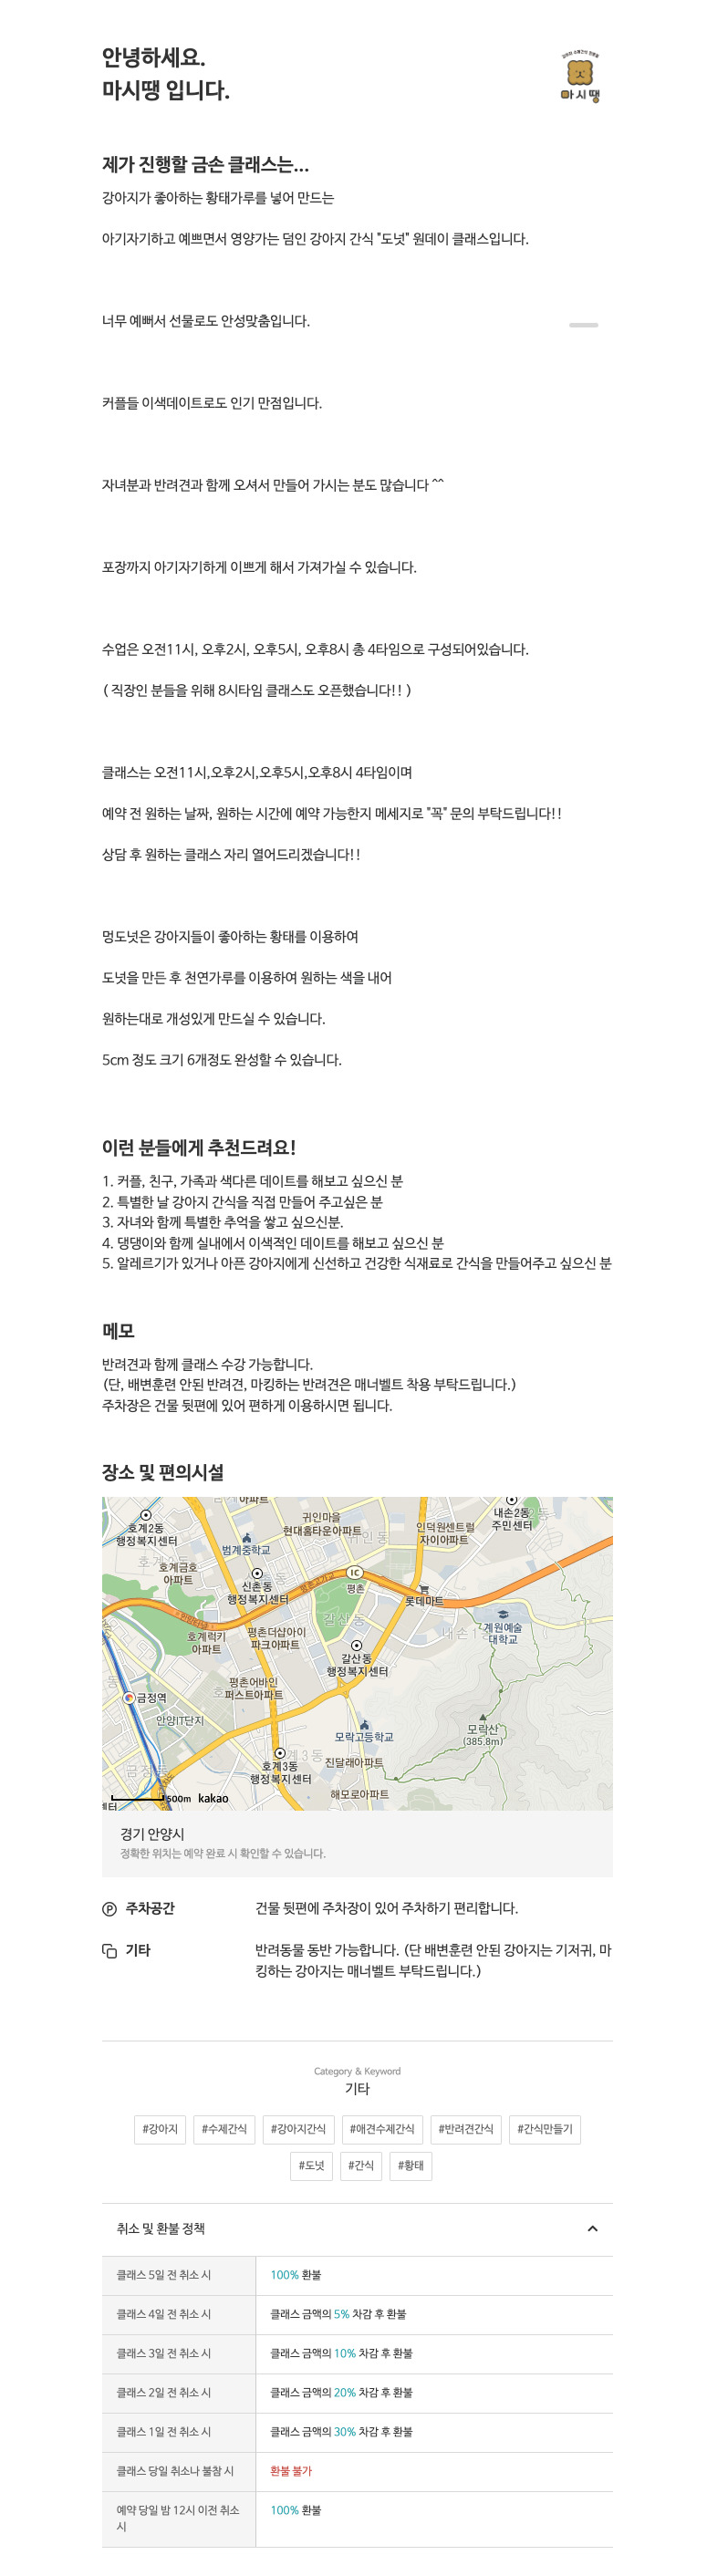 안녕하세요.
마시땡 입니다.
마시땡
제가 진행할 금손 클래스는...
강아지가 좋아하는 황태가루를 넣어 만드는
아기자기하고 예쁘면서 영양가는 덤인 강아지 간식 "도넛" 원데이 클래스입니다.
너무 예뻐서 선물로도 안성맞춤입니다.
커플들 이색데이트로도 인기 만점입니다.
자녀분과 반려견과 함께 오셔서 만들어 가시는 분도 많습니다 ^^
포장까지 아기자기하게 이쁘게 해서 가져가실 수 있습니다.
수업은 오전11시, 오후2시, 오후5시, 오후8시 총 4타임으로 구성되어있습니다.
( 직장인 분들을 위해 8시타임 클래스도 오픈했습니다!! )
클래스는 오전11시,오후2시,오후5시,오후8시 4타임이며
예약 전 원하는 날짜, 원하는 시간에 예약 가능한지 메세지로 "꼭" 문의 부탁드립니다!!
상담 후 원하는 클래스 자리 열어드리겠습니다!!
멍도넛은 강아지들이 좋아하는 황태를 이용하여
도넛을 만든 후 천연가루를 이용하여 원하는 색을 내어
원하는대로 개성있게 만드실 수 있습니다.
5cm 정도 크기 6개정도 완성할 수 있습니다.
이런 분들에게 추천드려요!
1. 커플, 친구, 가족과 색다른 데이트를 해보고 싶으신 분
2. 특별한 날 강아지 간식을 직접 만들어 주고싶은 분
3. 자녀와 함께 특별한 추억을 쌓고 싶으신분.
4. 댕댕이와 함께 실내에서 이색적인 데이트를 해보고 싶으신 분
5. 알레르기가 있거나 아픈 강아지에게 신선하고 건강한 식재료로 간식을 만들어주고 싶으신 분
메모
반려견과 함께 클래스 수강 가능합니다.
(단, 배변훈련 안된 반려견, 마킹하는 반려견은 매너벨트 착용 부탁드립니다.)
주차장은 건물 뒷편에 있어 편하게 이용하시면 됩니다.
장소 및 편의시설
아파트
호계2동
행정복지센터
귀인마을
현대홈타운아파트
귀인동
인덕원센트럴
자이아파트
내손2동
주민센터
범계중학교
호계금호
아파트
신촌동
행정복지센터
IC
평촌
롯데마트
갈산동
계원예술
대학교
내손1동
호계럭키
아파트
평촌더샵아이
파크아파트
갈산동
행정복지센터
금정역
평촌어바인
퍼스트아파트
안양IT단지
모락고등학교
모락산
(385.8m)
호계3동
행정복지센터
진달래아파트
해모로아파트
금정동
센터
500m kakao
경기 안양시
정확한 위치는 예약 완료 시 확인할 수 있습니다.
주차공간
건물 뒷편에 주차장이 있어 주차하기 편리합니다.
기타
반려동물 동반 가능합니다. (단 배변훈련 안된 강아지는 기저귀, 마
킹하는 강아지는 매너벨트 부탁드립니다.)
Category & Keyword
기타
#강아지 #수제간식 #강아지간식 #애견수제간식 #반려견간식 #간식만들기
#도넛 #간식 #황태
취소 및 환불 정책
클래스 5일 전 취소 시 100% 환불
클래스 4일 전 취소 시 클래스 금액의 5% 차감 후 환불
클래스 3일 전 취소 시 클래스 금액의 10% 차감 후 환불
클래스 2일 전 취소 시 클래스 금액의 20% 차감 후 환불
클래스 1일 전 취소 시 클래스 금액의 30% 차감 후 환불
클래스 당일 취소나 불참 시 환불 불가
예약 당일 밤 12시 이전 취소 100% 환불
시